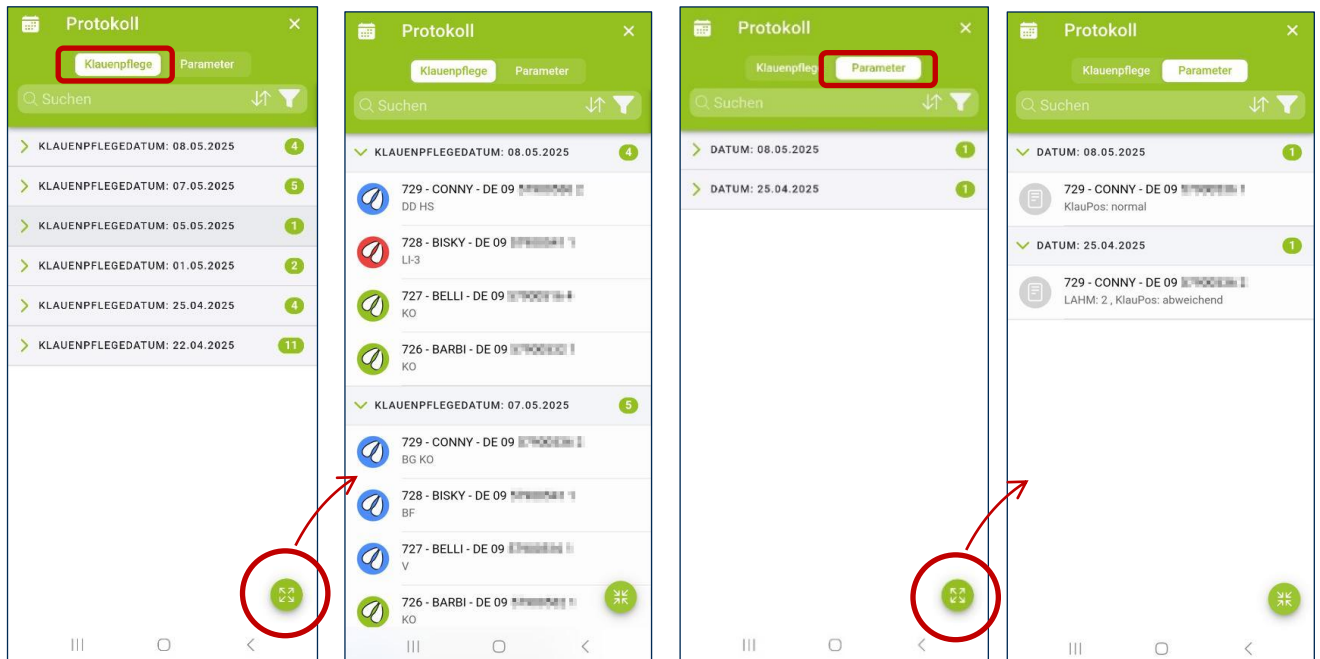 Protokoll
Klauenpflege Parameter
Suchen
KLAUENPFLEGEDATUM: 08.05.2025 4
KLAUENPFLEGEDATUM: 07.05.2025 5
KLAUENPFLEGEDATUM: 05.05.2025 1
KLAUENPFLEGEDATUM: 01.05.2025 2
KLAUENPFLEGEDATUM: 25.04.2025 4
KLAUENPFLEGEDATUM: 22.04.2025 11
Protokoll
Klauenpflege Parameter
Suchen
KLAUENPFLEGEDATUM: 08.05.2025 4
729 - CONNY - DE 09
DD HS
728 - BISKY - DE 09
LI-3
727 - BELLI - DE 09
KO
726 - BARBI - DE 09
KO
KLAUENPFLEGEDATUM: 07.05.2025 5
729 - CONNY - DE 09
BG KO
728 - BISKY - DE 09
BF
727 - BELLI - DE 09
V
726 - BARBI - DE 09
KO
Protokoll
Klauenpfleg Parameter
Suchen
DATUM: 08.05.2025 1
DATUM: 25.04.2025 1
Protokoll
Klauenpflege Parameter
Suchen
DATUM: 08.05.2025 1
729 - CONNY - DE 09
KlauPos: normal
DATUM: 25.04.2025 1
729 - CONNY - DE 09
LAHM: 2 , KlauPos: abweichend